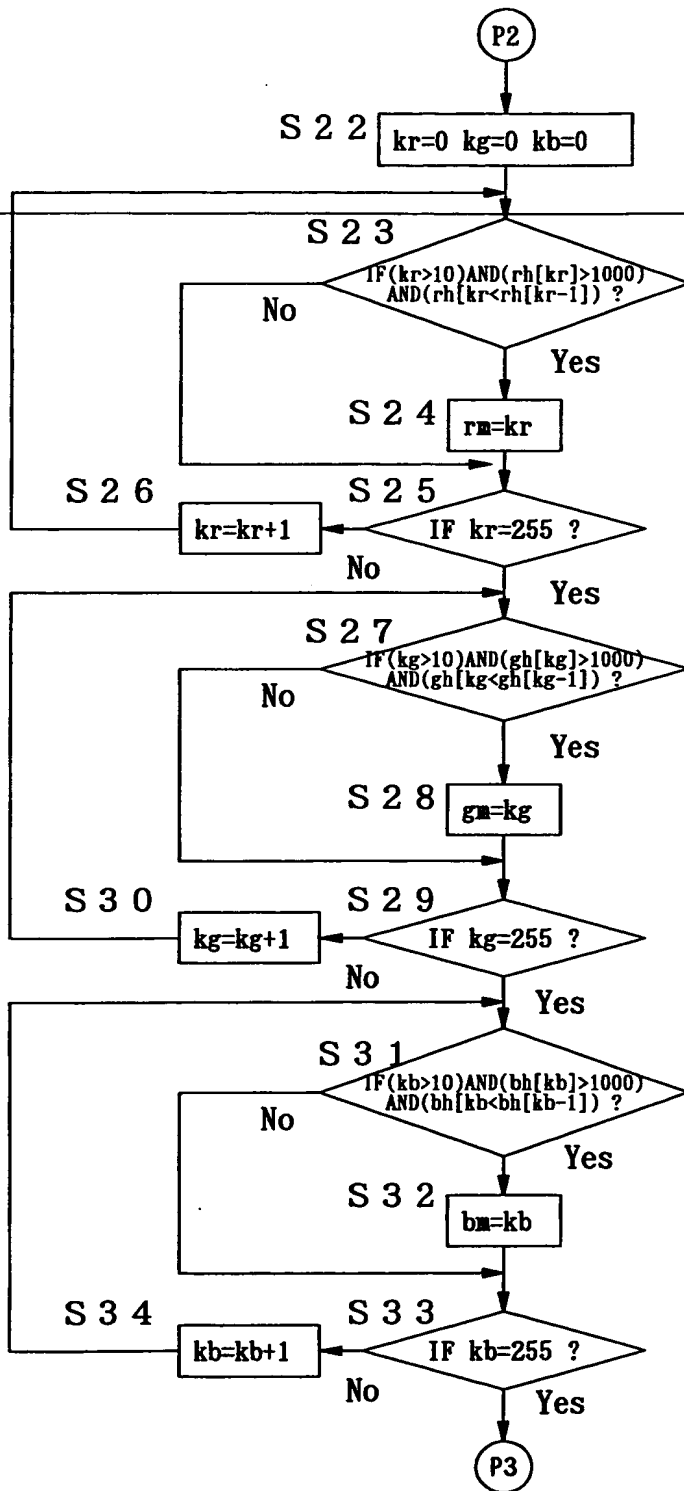 P2
S22
kr=0 kg=0 kb=0
S23
IF(kr>10)AND(rh[kr]>1000)
AND(rh[kr<rh[kr-1]) ?
No
Yes
S24
rm=kr
S26
S25
kr=kr+1
IF kr=255 ?
No
Yes
S27
IF(kg>10)AND(gh[kg]>1000)
AND(gh[kg<gh[kg-1]) ?
No
Yes
S28
gm=kg
S30
S29
kg=kg+1
IF kg=255 ?
No
Yes
S31
IF(kb>10)AND(bh[kb]>1000)
AND(bh[kb<bh[kb-1]) ?
No
Yes
S32
bm=kb
S34
S33
kb=kb+1
IF kb=255 ?
No
Yes
P3